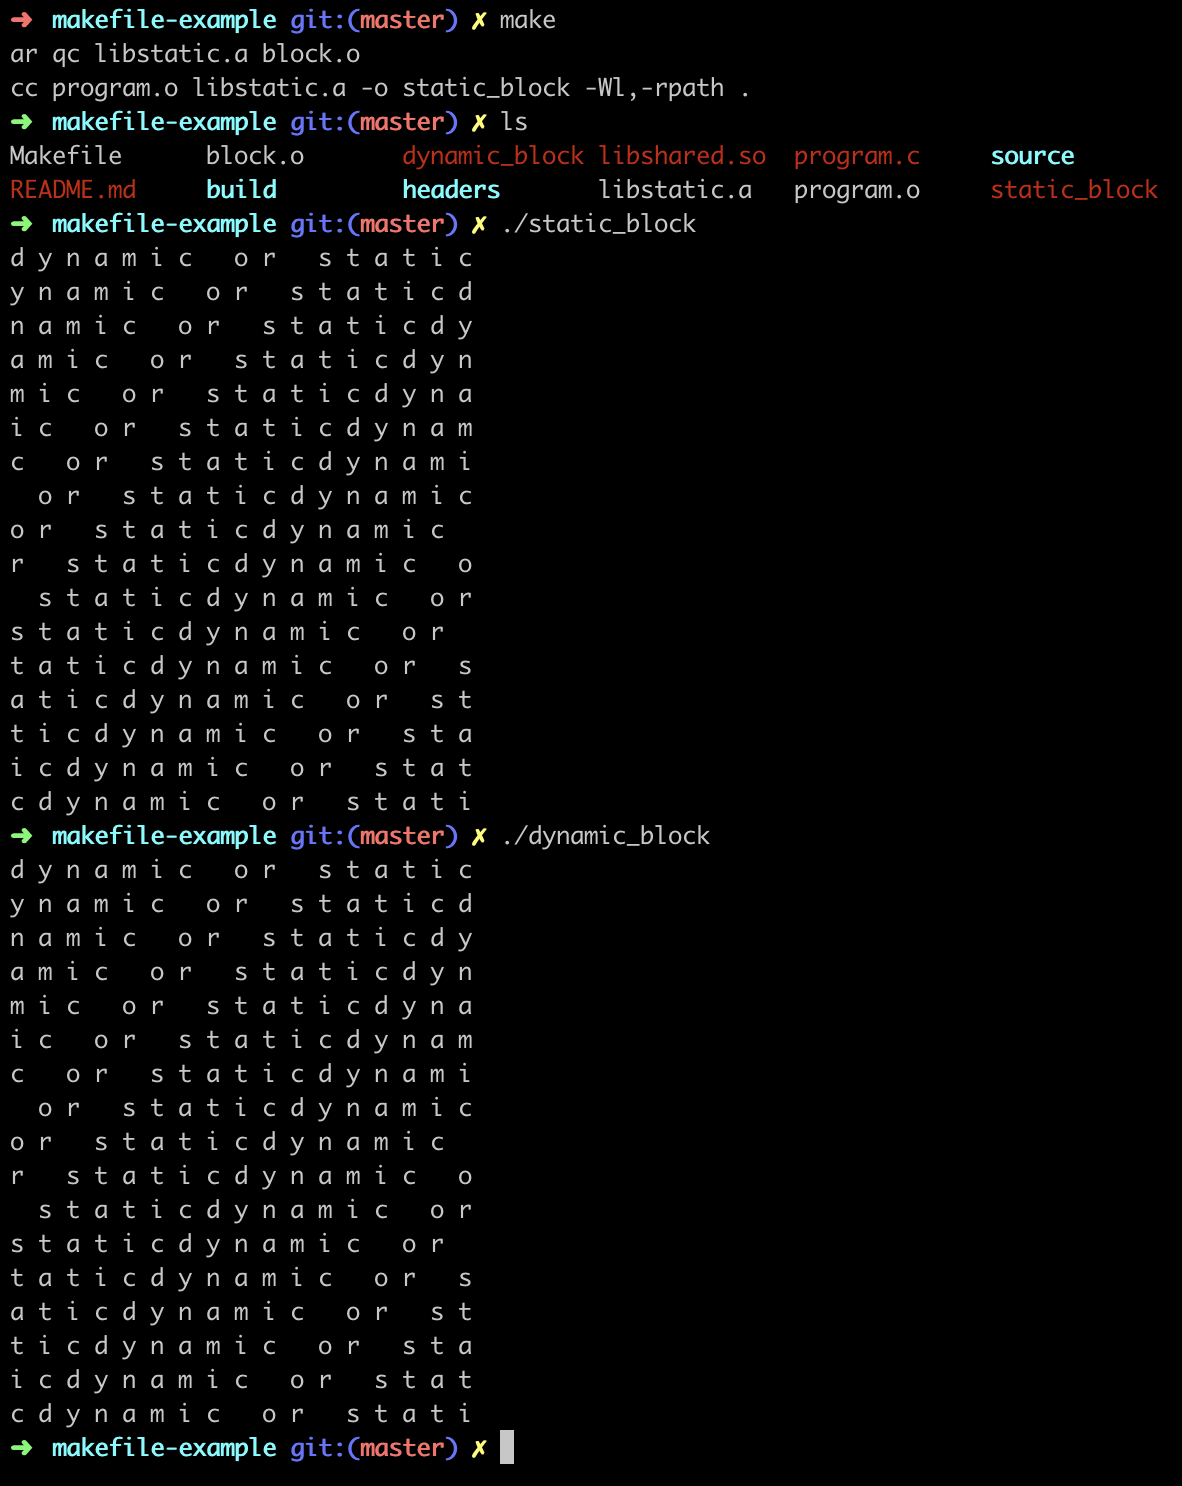 ➜  makefile-example git:(master) ✗ make
ar qc libstatic.a block.o
cc program.o libstatic.a -o static_block -Wl,-rpath .
➜  makefile-example git:(master) ✗ ls
Makefile      block.o       dynamic_block libshared.so  program.c     source
README.md     build         headers       libstatic.a   program.o     static_block
➜  makefile-example git:(master) ✗ ./static_block
d y n a m i c   o r   s t a t i c
y n a m i c   o r   s t a t i c d
n a m i c   o r   s t a t i c d y
a m i c   o r   s t a t i c d y n
m i c   o r   s t a t i c d y n a
i c   o r   s t a t i c d y n a m
c   o r   s t a t i c d y n a m i
  o r   s t a t i c d y n a m i c
o r   s t a t i c d y n a m i c
r   s t a t i c d y n a m i c   o
  s t a t i c d y n a m i c   o r
s t a t i c d y n a m i c   o r
t a t i c d y n a m i c   o r   s
a t i c d y n a m i c   o r   s t
t i c d y n a m i c   o r   s t a
i c d y n a m i c   o r   s t a t
c d y n a m i c   o r   s t a t i
➜  makefile-example git:(master) ✗ ./dynamic_block
d y n a m i c   o r   s t a t i c
y n a m i c   o r   s t a t i c d
n a m i c   o r   s t a t i c d y
a m i c   o r   s t a t i c d y n
m i c   o r   s t a t i c d y n a
i c   o r   s t a t i c d y n a m
c   o r   s t a t i c d y n a m i
  o r   s t a t i c d y n a m i c
o r   s t a t i c d y n a m i c
r   s t a t i c d y n a m i c   o
  s t a t i c d y n a m i c   o r
s t a t i c d y n a m i c   o r
t a t i c d y n a m i c   o r   s
a t i c d y n a m i c   o r   s t
t i c d y n a m i c   o r   s t a
i c d y n a m i c   o r   s t a t
c d y n a m i c   o r   s t a t i
➜  makefile-example git:(master) ✗